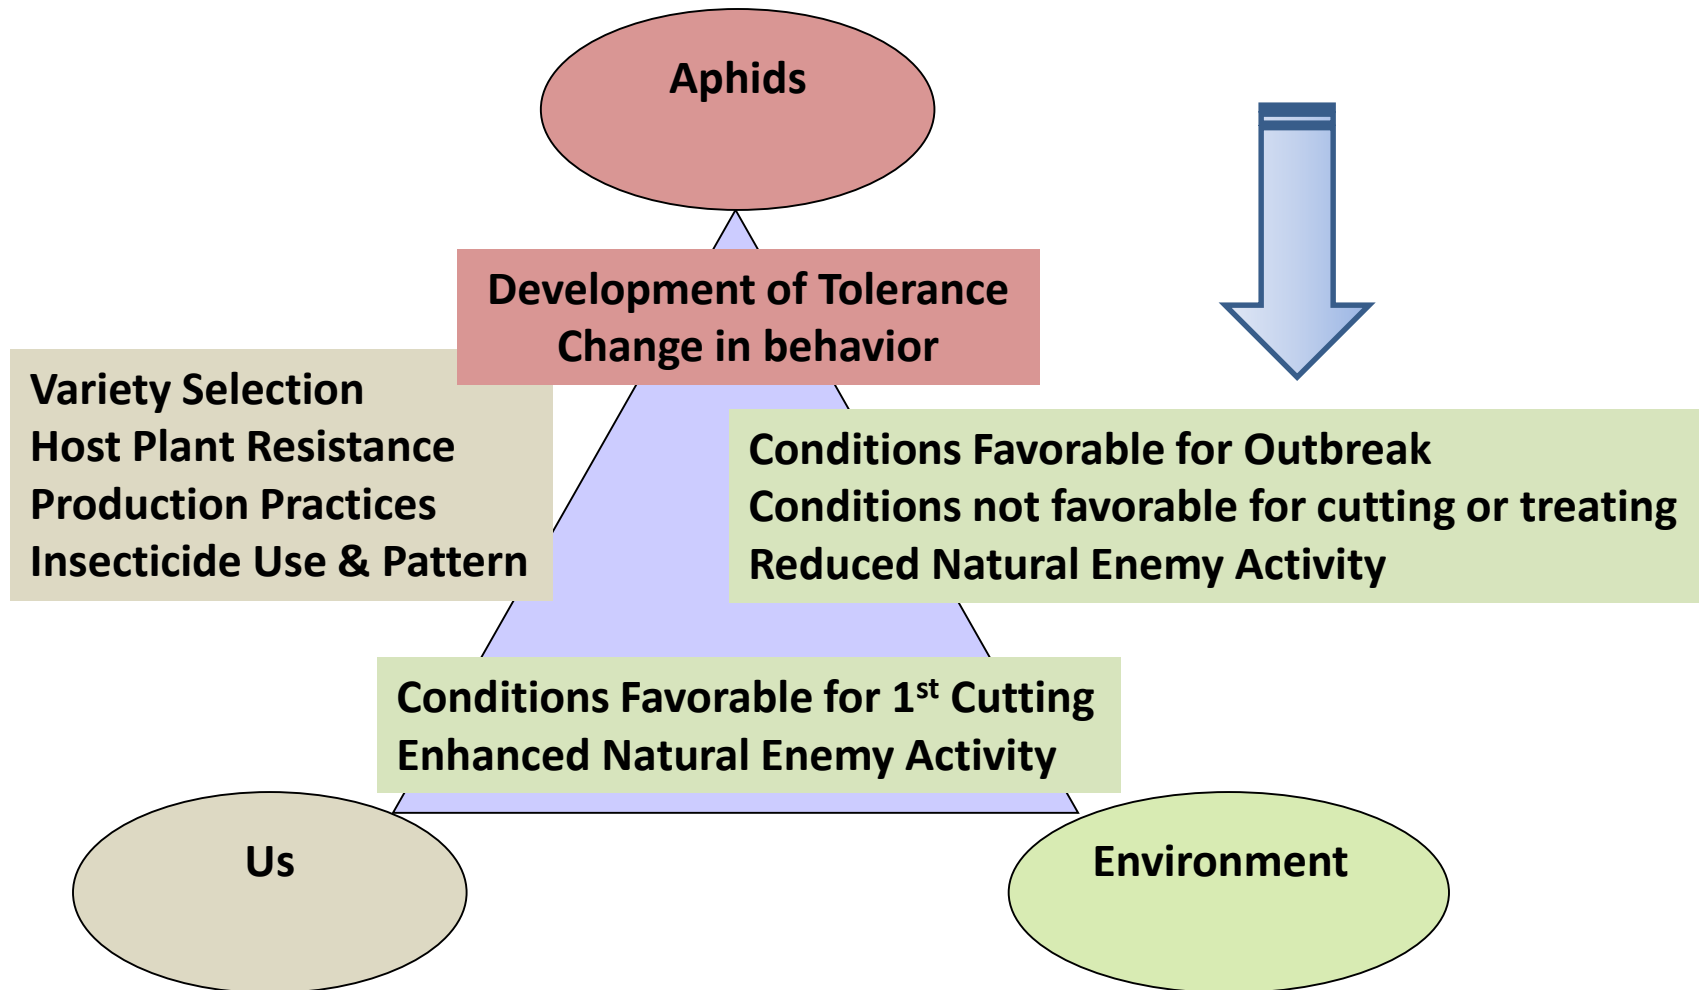 Aphids
Development of Tolerance
Change in behavior
Variety Selection
Host Plant Resistance
Production Practices
Insecticide Use & Pattern
Conditions Favorable for Outbreak
Conditions not favorable for cutting or treating
Reduced Natural Enemy Activity
Conditions Favorable for 1st Cutting
Enhanced Natural Enemy Activity
Us
Environment